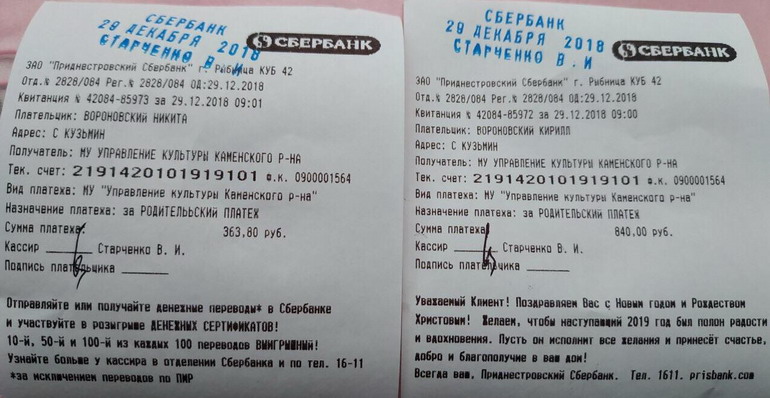 СБЕРБАНК
29 ДЕКАБРЯ 2018
СТАРЧЕНКО В. И
СБЕРБАНК
ЗАО "Приднестровский Сбербанк" г. Рыбница КУБ 42
Отд.№ 2828/084 Рег.№ 2828/084 ОД:29.12.2018
Квитанция № 42084-85973 за 29.12.2018 09:01
Плательщик: ВОРОНОВСКИЙ НИКИТА
Адрес: С КУЗЬМИН
Получатель: МУ УПРАВЛЕНИЕ КУЛЬТУРЫ КАМЕНСКОГО Р-НА
Тек. счет: 2191420101919101 Ф.К. 0900001564
Вид платежа: МУ "Управление культуры Каменского р-на"
Назначение платежа: за РОДИТЕЛЬЬСКИЙ ПЛАТЕЖ
Сумма платежа: 363,80 руб.
Кассир Старченко В. И.
Подпись плательщика
Отправляйте или получайте денежные переводы* в Сбербанке
и участвуйте в розыгрыше ДЕНЕЖНЫХ СЕРТИФИКАТОВ!
10-й, 50-й и 100-й из каждых 100 переводов ВЫИГРЫШНЫЙ!
Узнайте больше у кассира в отделении Сбербанка и по тел. 16-11
*за исключением переводов по ПМР
СБЕРБАНК
29 ДЕКАБРЯ 2018
СТАРЧЕНКО В. И
СБЕРБАНК
ЗАО "Приднестровский Сбербанк" г. Рыбница КУБ 42
Отд.№ 2828/084 Рег.№ 2828/084 ОД:29.12.2018
Квитанция № 42084-85972 за 29.12.2018 09:00
Плательщик: ВОРОНОВСКИЙ КИРИЛЛ
Адрес: С КУЗЬМИН
Получатель: МУ УПРАВЛЕНИЕ КУЛЬТУРЫ КАМЕНСКОГО Р-НА
Тек. счет: 2191420101919101 Ф.К. 0900001564
Вид платежа: МУ "Управление культуры Каменского р-на"
Назначение платежа: за РОДИТЕЛЬСКИЙ ПЛАТЕЖ
Сумма платежа 840,00 руб.
Кассир Старченко В. И.
Подпись плательщика
Уважаемый Клиент! Поздравляем Вас с Новым годом и Рождеством
Христовым! Желаем, чтобы наступающий 2019 год был полон радости
и вдохновения. Пусть он исполнит все желания и принесёт счастье,
добро и благополучие в ваш дом!
Всегда ваш, Приднестровский Сбербанк. Тел. 1611. prisbank.com